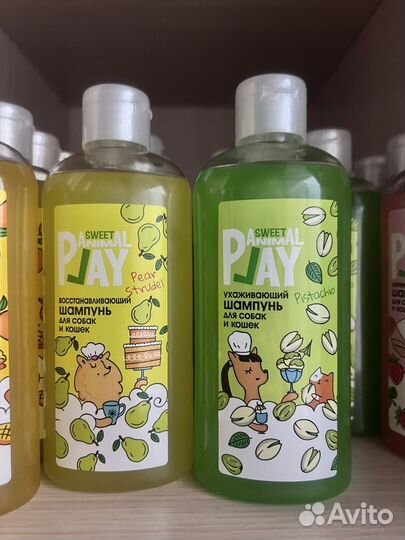 SWEET
ANIMAL
PLAY
Pear
Strudel
восстанавливающий
шампунь
для собак
и кошек
SWEET
ANIMAL
PLAY
Pistachio
ухаживающий
шампунь
для собак
и кошек
Avito